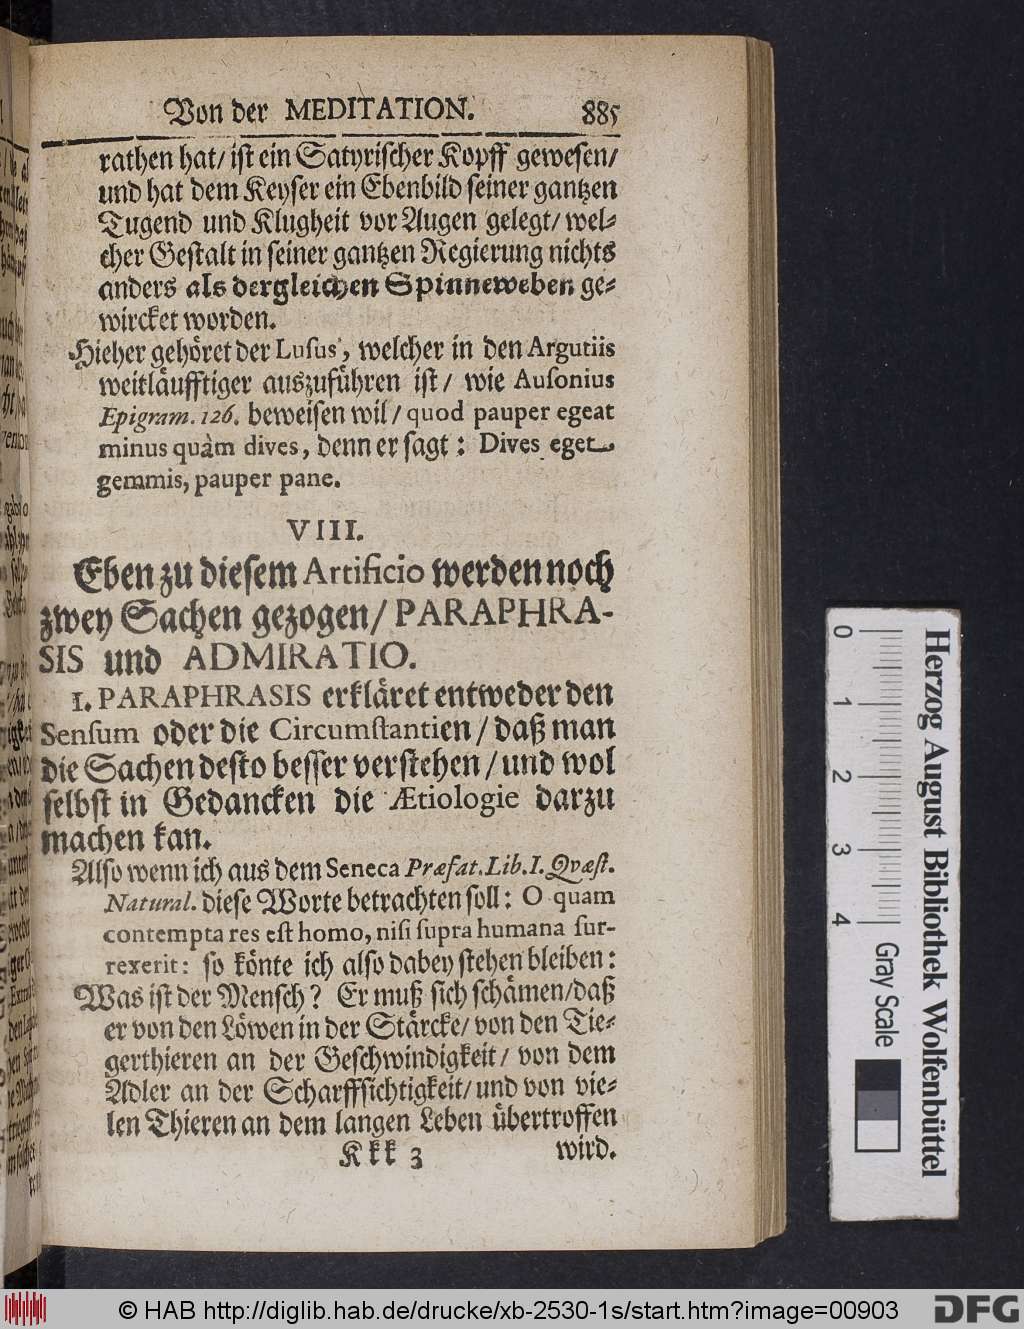 Von der MEDITATION. 885
rathen hat/ ist ein Satyrischer Kopff gewesen/
und hat dem Keyser ein Ebenbild seiner gantzen
Tugend und Klugheit vor Augen gelegt/ wel-
cher Gestalt in seiner gantzen Regierung nichts
anders als dergleichen Spinneweben ge-
wircket worden.
Hieher gehöret der Lusus, welcher in den Argutiis
weitläufftiger auszuführen ist/ wie Ausonius
Epigram. 126. beweisen wil/ quod pauper egeat
minus quàm dives, denn er sagt: Dives eget
gemmis, pauper pane.
VIII.
Eben zu diesem Artificio werden noch
zwey Sachen gezogen/ PARAPHRA-
SIS und ADMIRATIO.
1. PARAPHRASIS erkläret entweder den
Sensum oder die Circumstantien/ daß man
die Sachen desto besser verstehen/ und wol
selbst in Gedancken die Ætiologie darzu
machen kan.
Also wenn ich aus dem Seneca Præfat. Lib. I. Qvæst.
Natural. diese Worte betrachten soll: O quam
contempta res est homo, nisi supra humana sur-
rexerit: so könte ich also dabey stehen bleiben:
Was ist der Mensch? Er muß sich schämen/ daß
er von den Löwen in der Stärcke/ von den Tie-
gerthieren an der Geschwindigkeit/ von dem
Adler an der Scharffsichtigkeit/ und von vie-
len Thieren an dem langen Leben übertroffen
Kkk 3 wird.
0 1 2 3 4
Herzog August Bibliothek Wolfenbüttel
Gray Scale
© HAB http://diglib.hab.de/drucke/xb-2530-1s/start.htm?image=00903
DFG